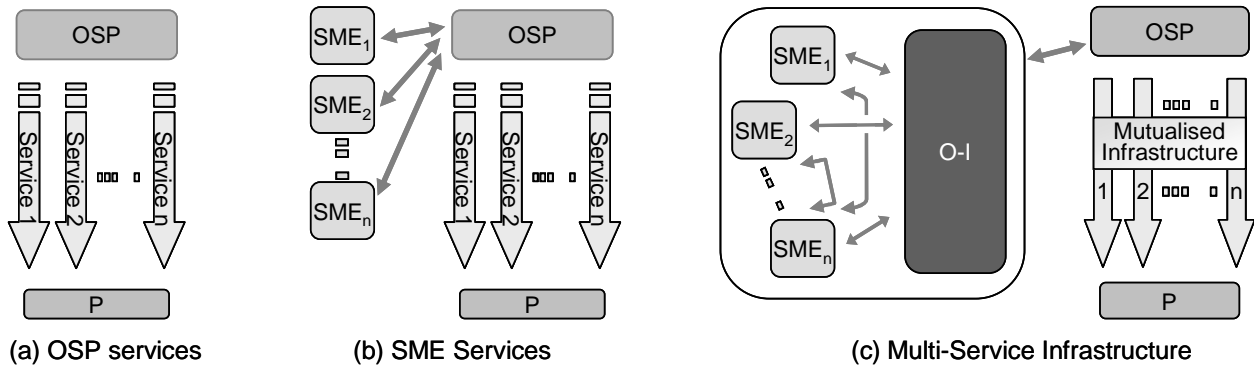 OSP
Service 1
Service 2
Service n
P
(a) OSP services
SME1
SME2
SMEn
OSP
Service 1
Service 2
Service n
P
(b) SME Services
SME1
SME2
SMEn
O-I
OSP
Mutualised
Infrastructure
1
2
n
P
(c) Multi-Service Infrastructure